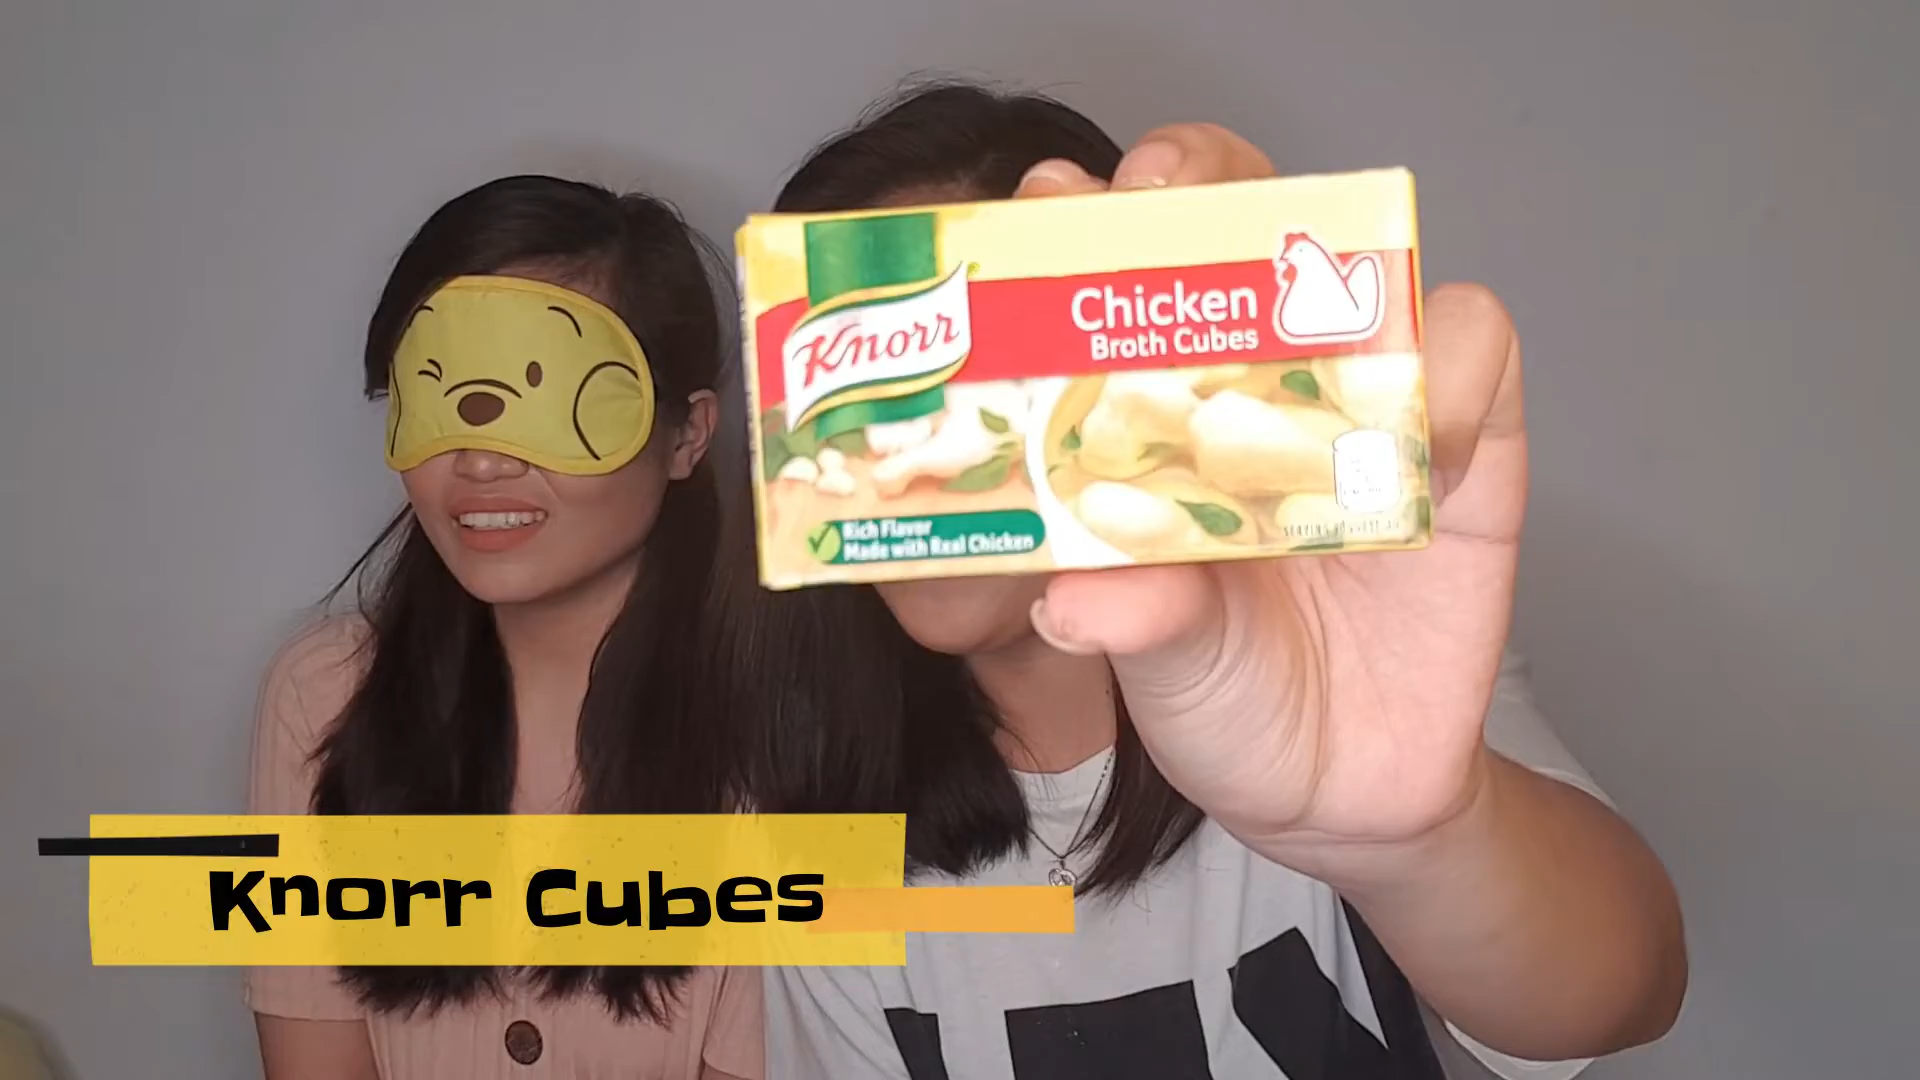 Knorr
Chicken
Broth Cubes
Rich Flavor
Made with Real Chicken
Knorr Cubes